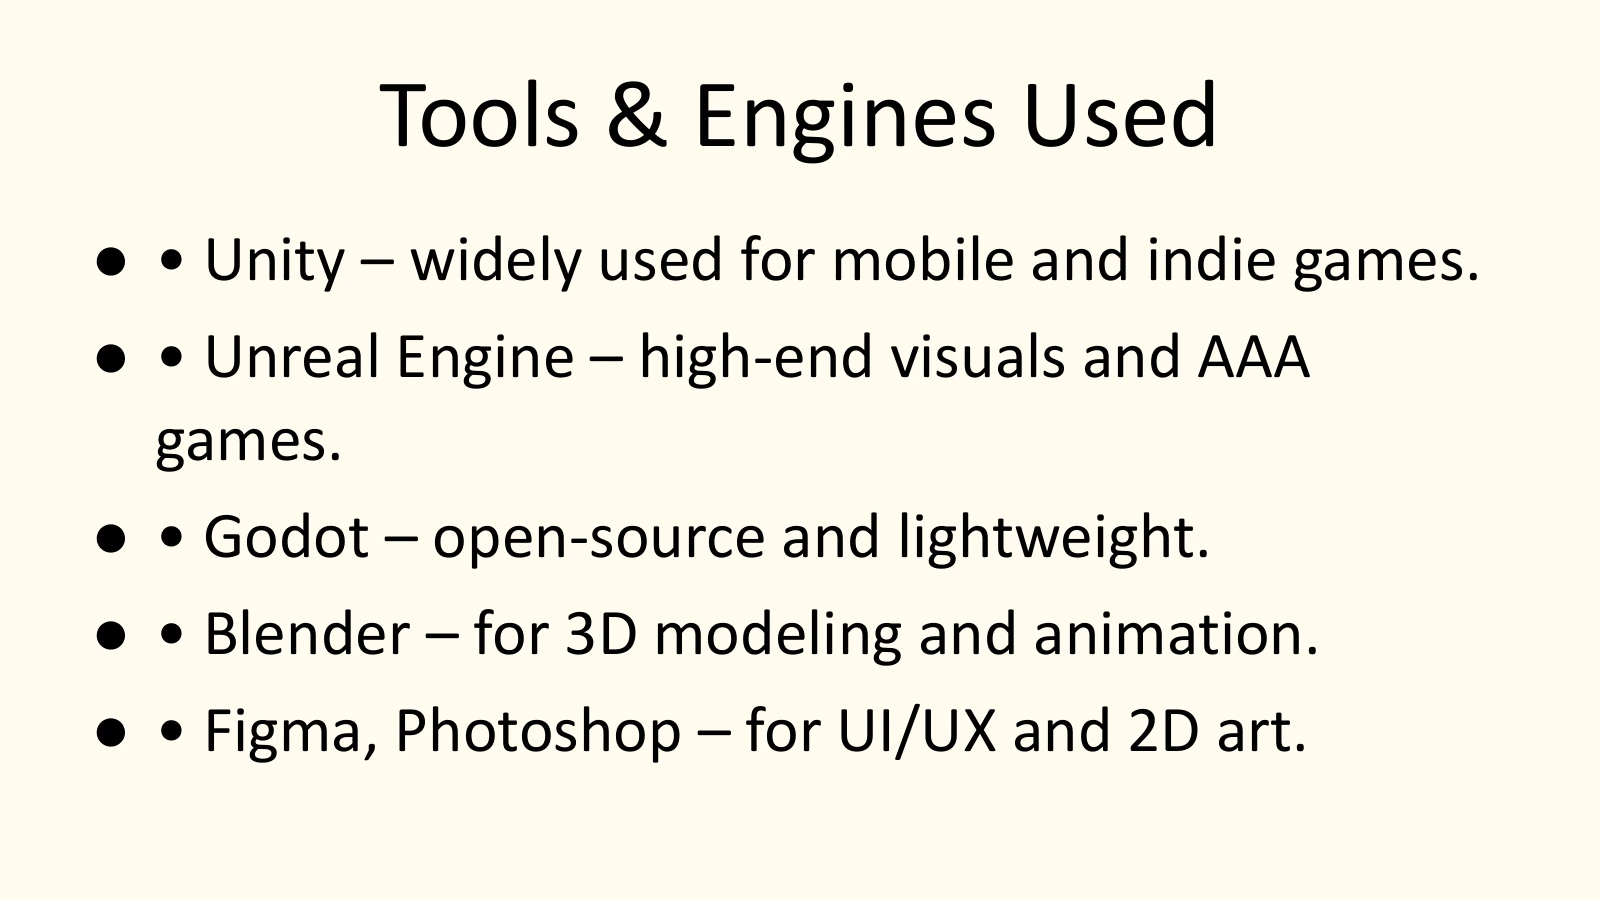 Tools & Engines Used
● • Unity – widely used for mobile and indie games.
● • Unreal Engine – high-end visuals and AAA
games.
● • Godot – open-source and lightweight.
● • Blender – for 3D modeling and animation.
● • Figma, Photoshop – for UI/UX and 2D art.